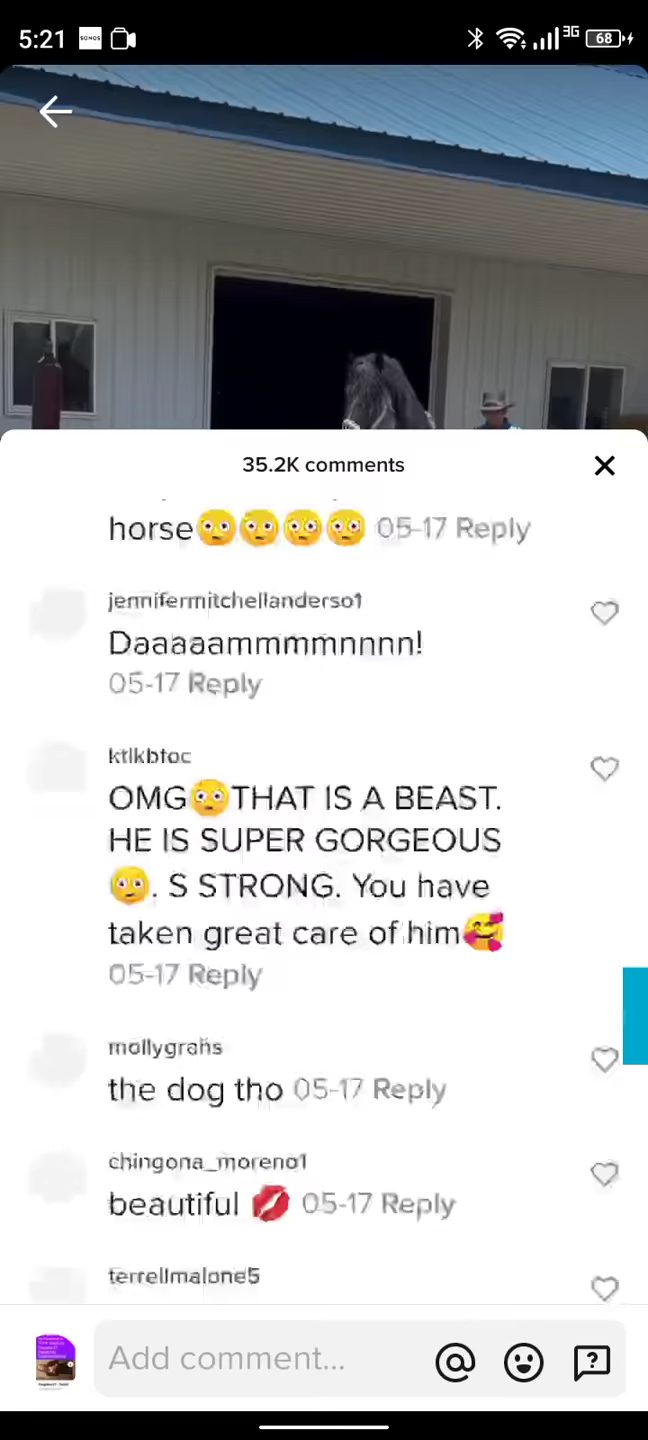 5:21
SONOS
3G
68
35.2K comments
horse😳😳😳😳 05-17 Reply
jennifermitchellanderso1
Daaaaammmmnnnn!
05-17 Reply
ktlkbtoc
OMG😳THAT IS A BEAST.
HE IS SUPER GORGEOUS
😳. S STRONG. You have
taken great care of him🥰
05-17 Reply
mollygrahs
the dog tho 05-17 Reply
chingona_moreno1
beautiful 💋 05-17 Reply
terrellmalone5
Add comment...